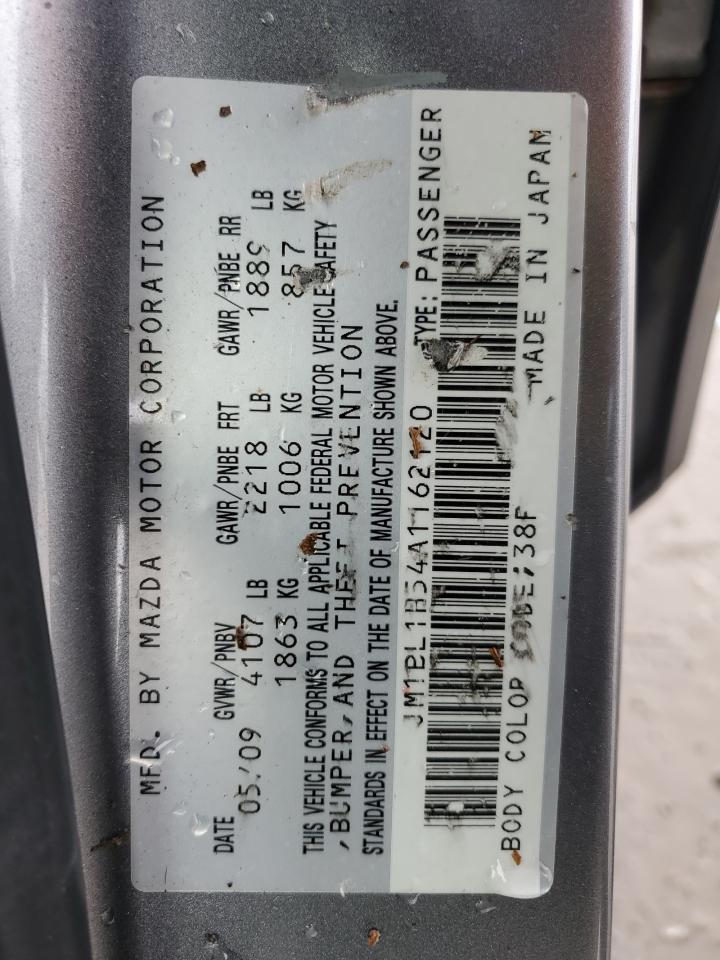 MFD. BY MAZDA MOTOR CORPORATION
DATE GVWR/PNBV GAWR/PNBE FRT GAWR/PNBE RR
05/'09 4107 LB 2218 LB 1889 LB
1863 KG 1006 KG 857 KG
THIS VEHICLE CONFORMS TO ALL APPLICABLE FEDERAL MOTOR VEHICLE SAFETY
,BUMPER,AND THEFT PREVENTION
STANDARDS IN EFFECT ON THE DATE OF MANUFACTURE SHOWN ABOVE.
TYPE: PASSENGER
BODY COLOR CODE:38F MADE IN JAPAN